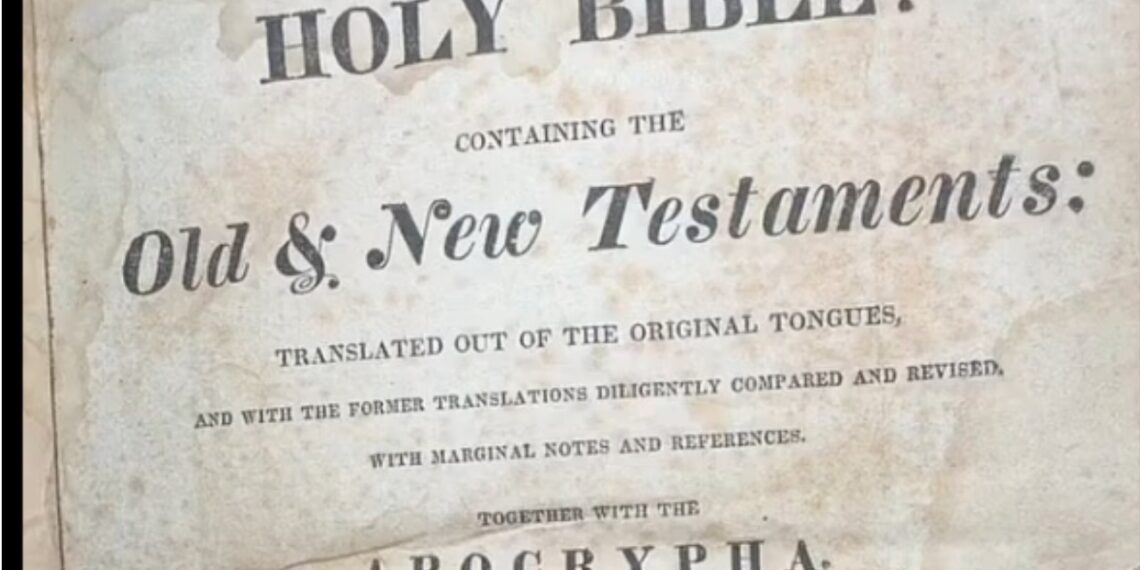 HOLY BIBLE:
CONTAINING THE
Old & New Testaments:
TRANSLATED OUT OF THE ORIGINAL TONGUES,
AND WITH THE FORMER TRANSLATIONS DILIGENTLY COMPARED AND REVISED,
WITH MARGINAL NOTES AND REFERENCES.
TOGETHER WITH THE
APOCRYPHA.